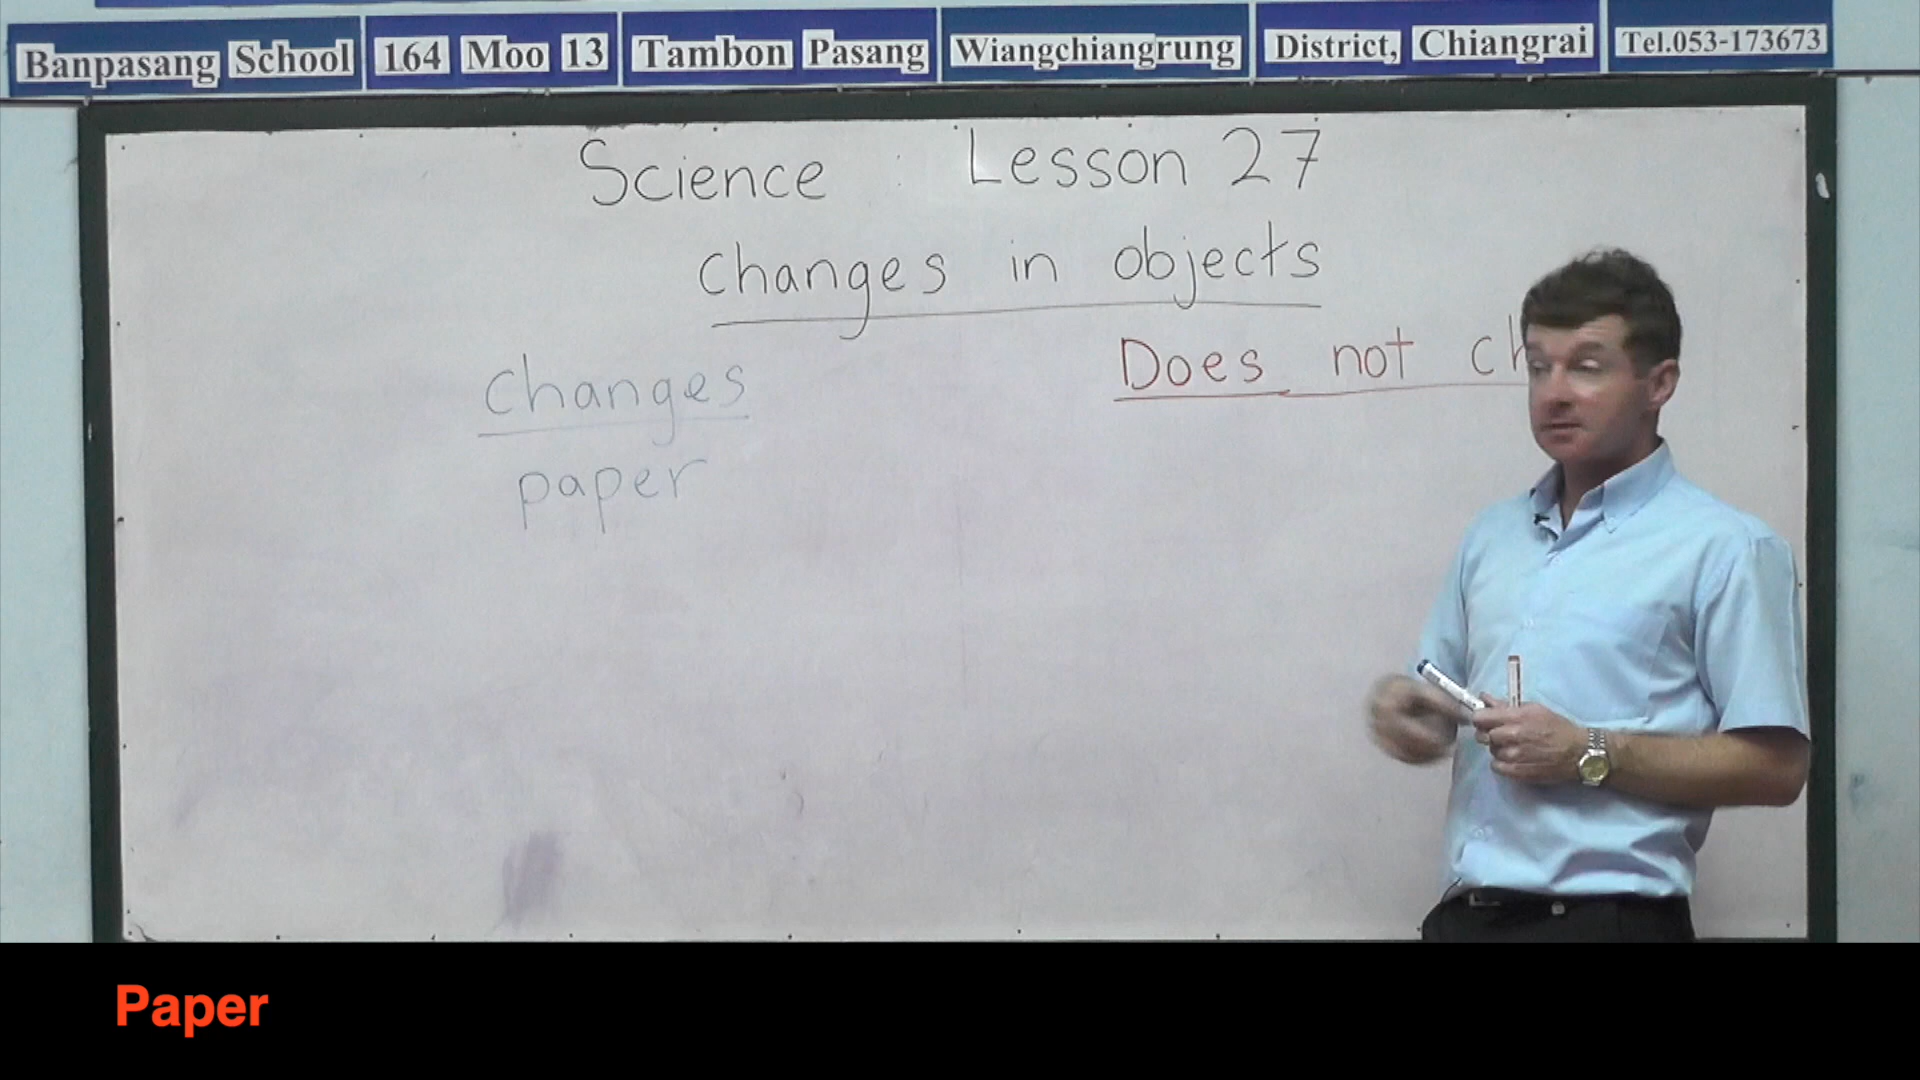 Banpasang School 164 Moo 13 Tambon Pasang Wiangchiangrung District, Chiangrai Tel.053-173673
Science : Lesson 27
changes in objects
changes
Does not ch
paper
Paper